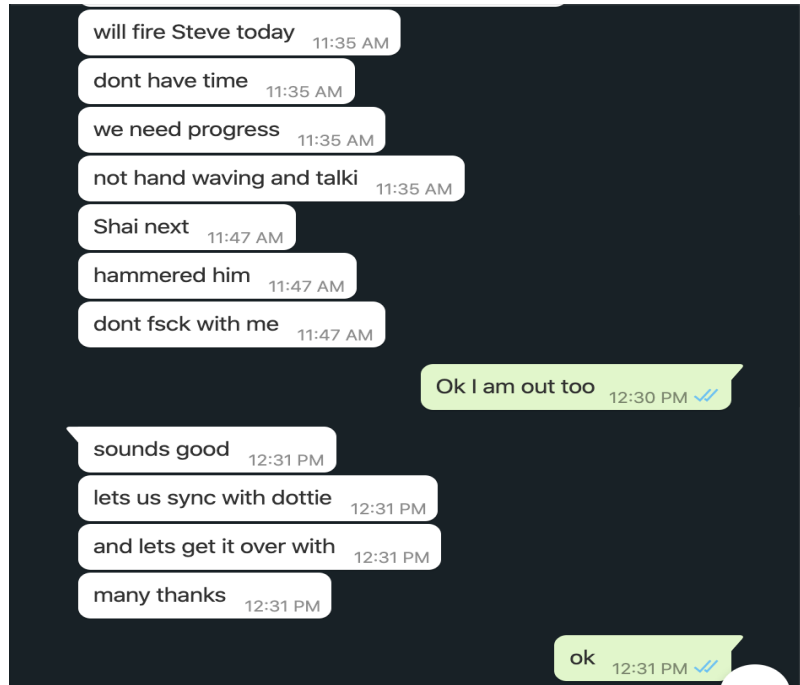 will fire Steve today 11:35 AM
dont have time 11:35 AM
we need progress 11:35 AM
not hand waving and talki 11:35 AM
Shai next 11:47 AM
hammered him 11:47 AM
dont fsck with me 11:47 AM
Ok I am out too 12:30 PM
sounds good 12:31 PM
lets us sync with dottie 12:31 PM
and lets get it over with 12:31 PM
many thanks 12:31 PM
ok 12:31 PM